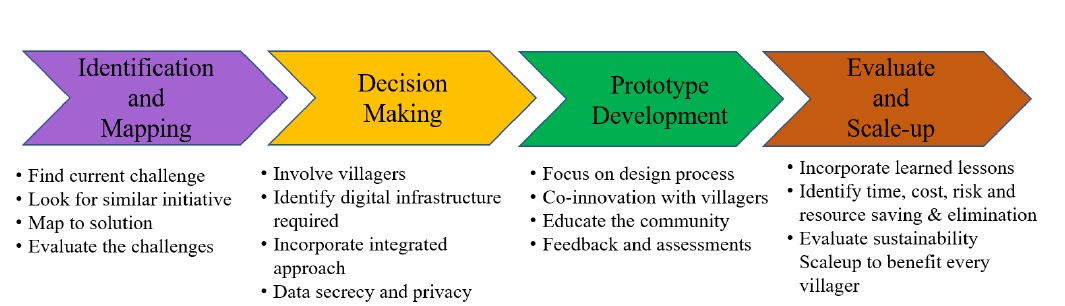 Identification
and
Mapping
Decision
Making
Prototype
Development
Evaluate
and
Scale-up
• Find current challenge
• Look for similar initiative
• Map to solution
• Evaluate the challenges
• Involve villagers
• Identify digital infrastructure
required
• Incorporate integrated
approach
• Data secrecy and privacy
• Focus on design process
• Co-innovation with villagers
• Educate the community
• Feedback and assessments
• Incorporate learned lessons
• Identify time, cost, risk and
resource saving & elimination
• Evaluate sustainability
Scaleup to benefit every
villager